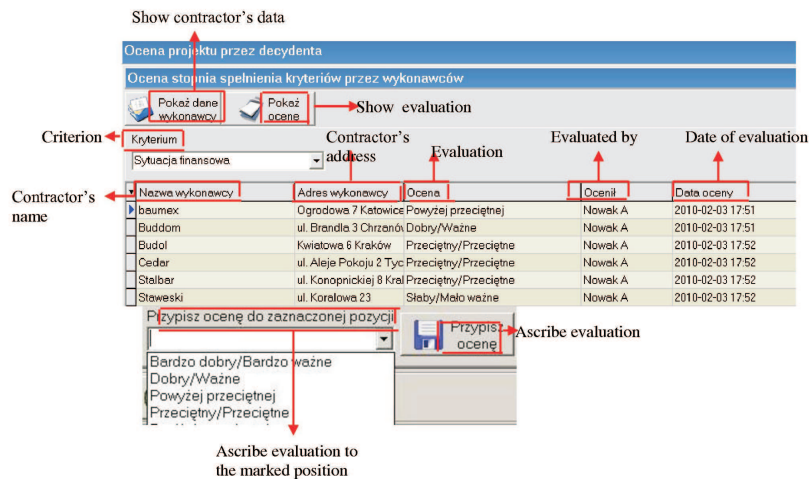 Show contractor's data
Ocena projektu przez decydenta
Ocena stopnia spełnienia kryteriów przez wykonawców
Pokaż dane
wykonawcy
Pokaż
ocenę
Show evaluation
Criterion
Kryterium
Contractor's
address
Evaluation
Evaluated by
Date of evaluation
Sytuacja finansowa
Contractor's
name
Nazwa wykonawcy Adres wykonawcy Ocena Ocenił Data oceny
baumex Ogrodowa 7 Katowice Powyżej przeciętnej Nowak A 2010-02-03 17:51
Buddom ul. Brandla 3 Chrzanów Dobry/Ważne Nowak A 2010-02-03 17:51
Budol Kwiatowa 6 Kraków Przeciętny/Przeciętne Nowak A 2010-02-03 17:52
Cedar ul. Aleje Pokoju 2 Tyc Przeciętny/Przeciętne Nowak A 2010-02-03 17:52
Stalbar ul. Konopnickiej 8 Kral Przeciętny/Przeciętne Nowak A 2010-02-03 17:52
Staweski ul. Koralowa 23 Słaby/Mało ważne Nowak A 2010-02-03 17:52
Przypisz ocenę do zaznaczonej pozycji
Przypisz
ocenę
Ascribe evaluation
Bardzo dobry/Bardzo ważne
Dobry/Ważne
Powyżej przeciętnej
Przeciętny/Przeciętne
Ascribe evaluation to
the marked position